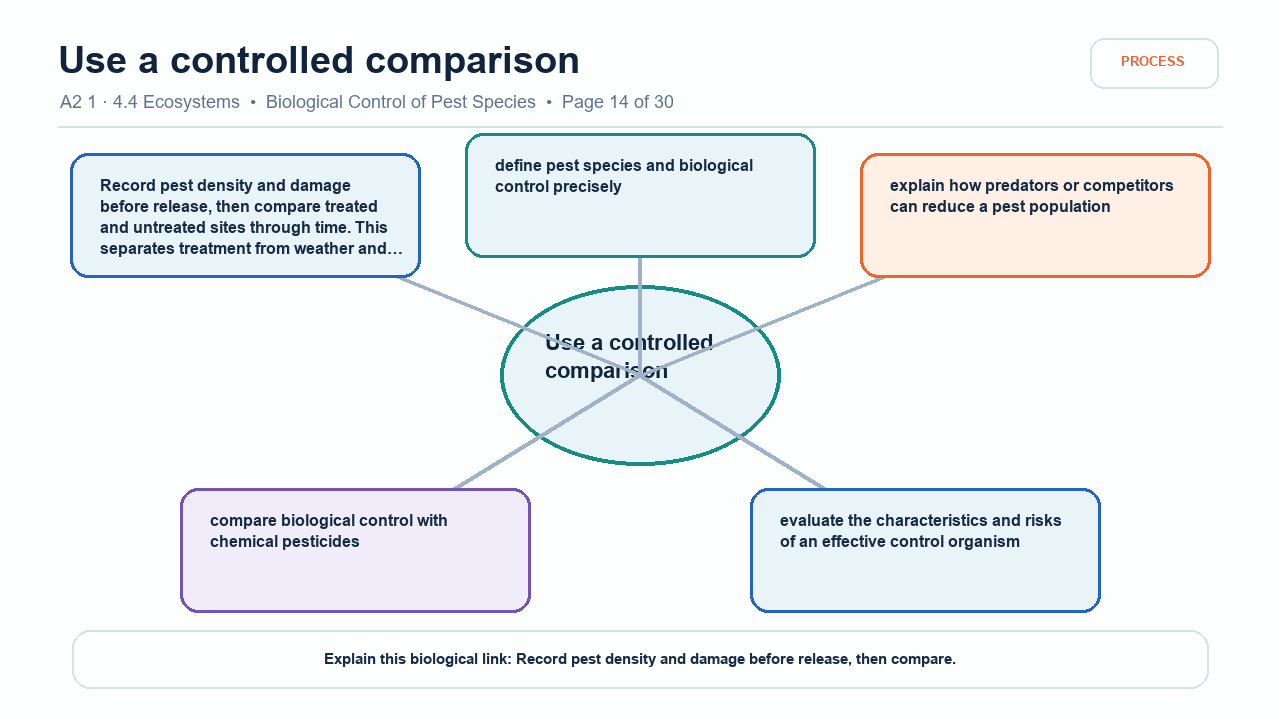 Use a controlled comparison
PROCESS
A2 1 · 4.4 Ecosystems • Biological Control of Pest Species • Page 14 of 30
Record pest density and damage
before release, then compare treated
and untreated sites through time. This
separates treatment from weather and…
define pest species and biological
control precisely
explain how predators or competitors
can reduce a pest population
Use a controlled
comparison
compare biological control with
chemical pesticides
evaluate the characteristics and risks
of an effective control organism
Explain this biological link: Record pest density and damage before release, then compare.